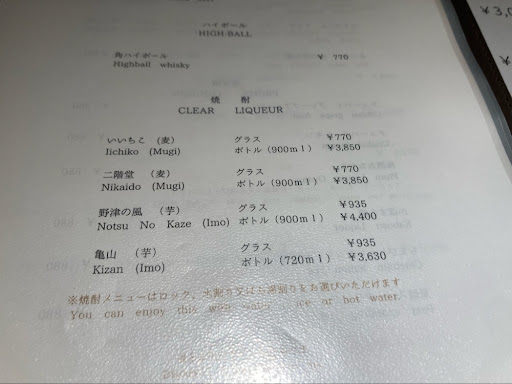 ハイボール
HIGH-BALL
角ハイボール ￥ 770
Highball whisky
焼 酎
CLEAR LIQUEUR
いいちこ （麦） グラス ￥770
Iichiko (Mugi) ボトル（900ml） ￥3,850
二階堂 （麦） グラス ￥770
Nikaido (Mugi) ボトル（900ml） ￥3,850
野津の風 （芋） グラス ￥935
Notsu No Kaze (Imo) ボトル（900ml） ￥4,400
亀山 （芋） グラス ￥935
Kizan (Imo) ボトル（720ml） ￥3,630
※焼酎メニューはロック、水割り又はお湯割りをお選びいただけます
You can enjoy this with water, ice or hot water.